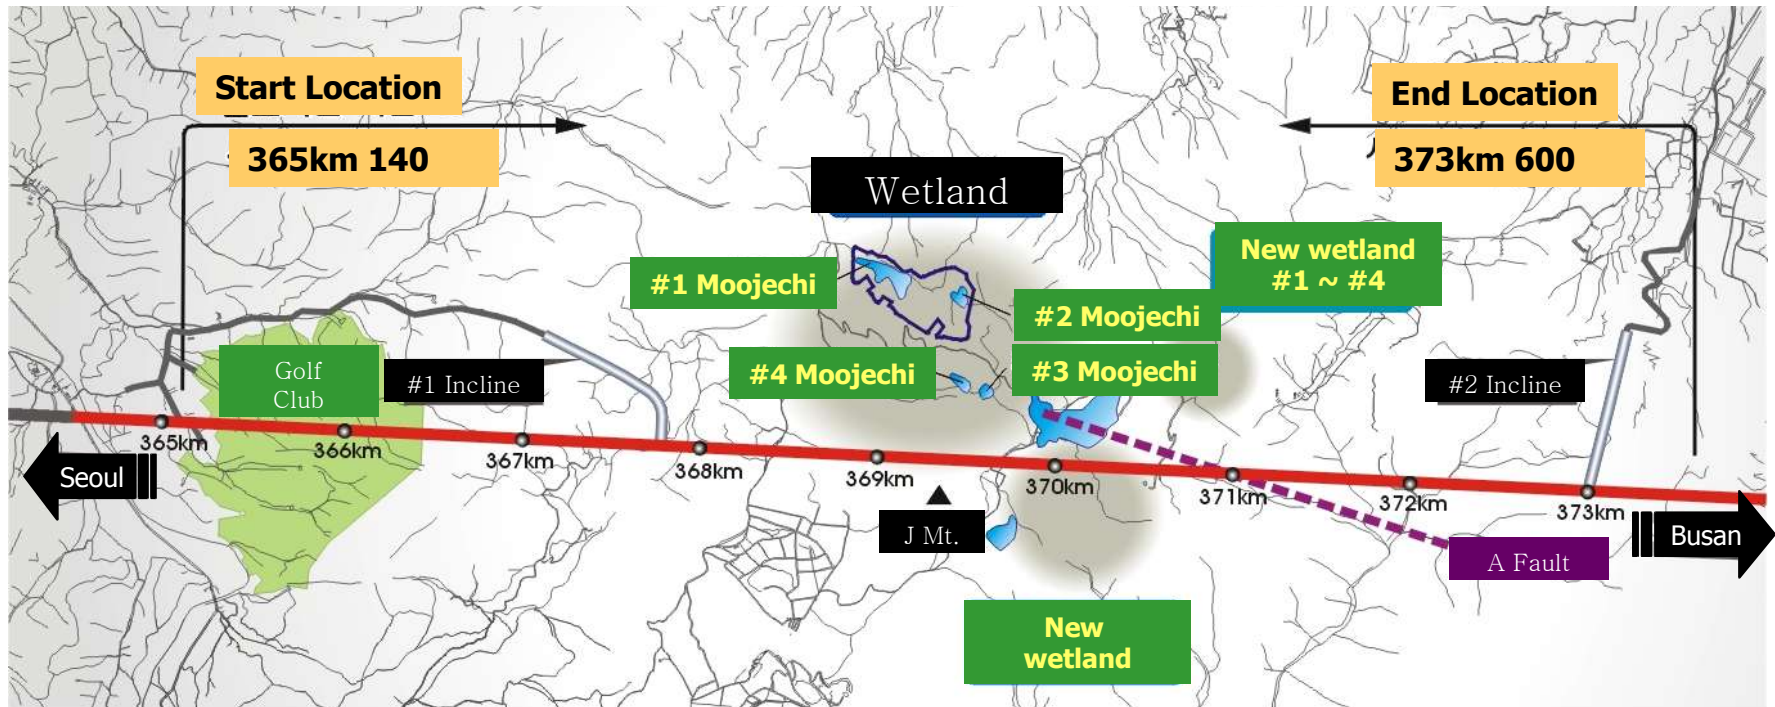 Start Location
365km 140
End Location
373km 600
Wetland
New wetland
#1 ~ #4
#1 Moojechi
#2 Moojechi
#4 Moojechi
#3 Moojechi
Golf
Club
#1 Incline
#2 Incline
365km
366km
367km
368km
369km
370km
371km
372km
373km
Seoul
Busan
J Mt.
A Fault
New
wetland